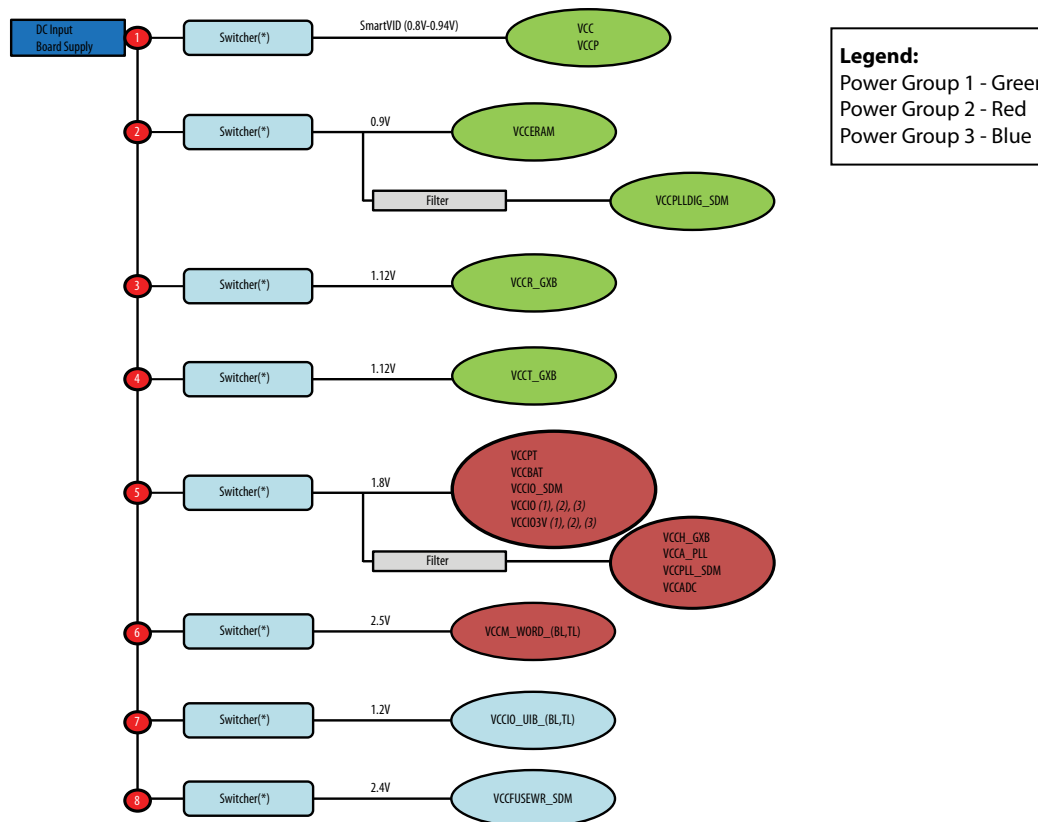 DC Input
Board Supply
1
Switcher(*)
SmartVID (0.8V-0.94V)
VCC
VCCP
Legend:
Power Group 1 - Green
Power Group 2 - Red
Power Group 3 - Blue
2
Switcher(*)
0.9V
VCCERAM
Filter
VCCPLLDIG_SDM
3
Switcher(*)
1.12V
VCCR_GXB
4
Switcher(*)
1.12V
VCCT_GXB
5
Switcher(*)
1.8V
VCCPT
VCCBAT
VCCIO_SDM
VCCIO (1), (2), (3)
VCCIO3V (1), (2), (3)
Filter
VCCH_GXB
VCCA_PLL
VCCPLL_SDM
VCCADC
6
Switcher(*)
2.5V
VCCM_WORD_(BL,TL)
7
Switcher(*)
1.2V
VCCIO_UIB_(BL,TL)
8
Switcher(*)
2.4V
VCCFUSEWR_SDM